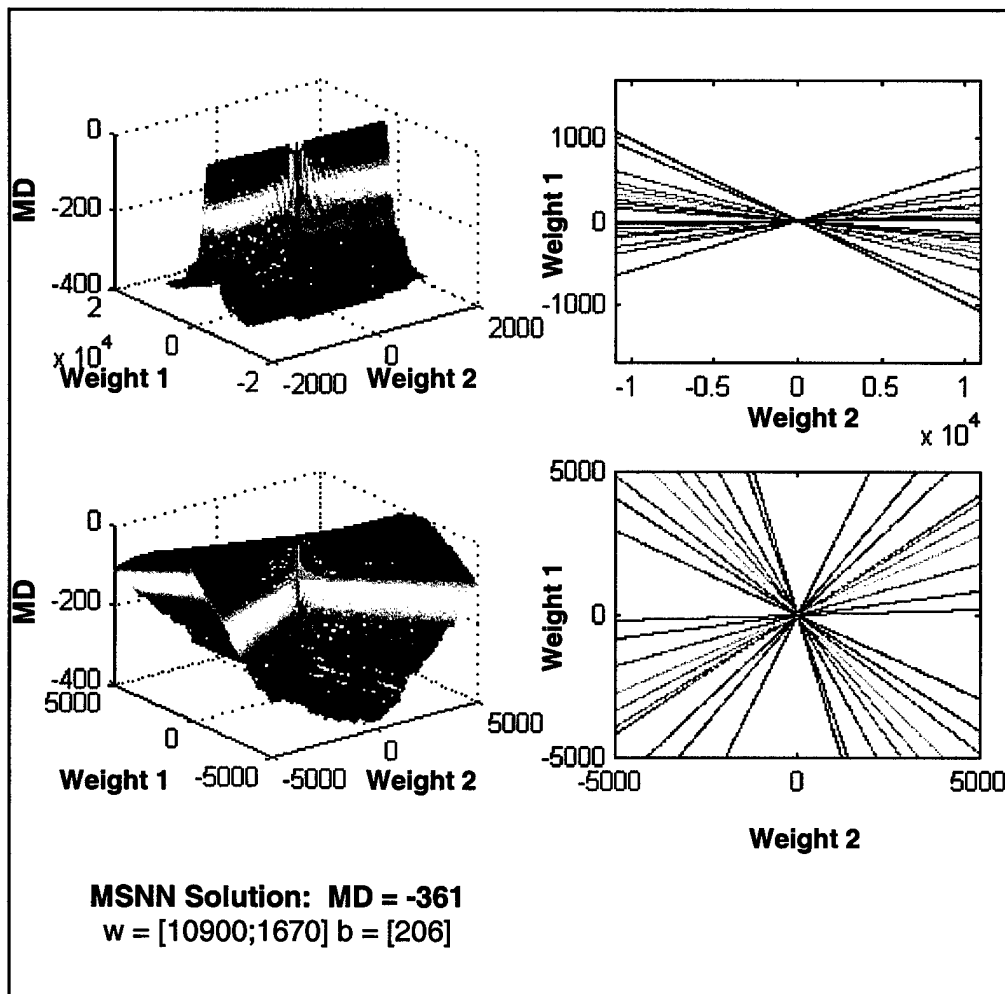 0
-200
-400
MD
2
0
-2
x 10^4
Weight 1
-2000
0
2000
Weight 2
1000
0
-1000
Weight 1
-1
-0.5
0
0.5
1
Weight 2
x 10^4
0
-200
-400
MD
5000
0
-5000
Weight 1
-5000
0
5000
Weight 2
5000
0
-5000
Weight 1
-5000
0
5000
Weight 2
MSNN Solution: MD = -361
w = [10900;1670] b = [206]